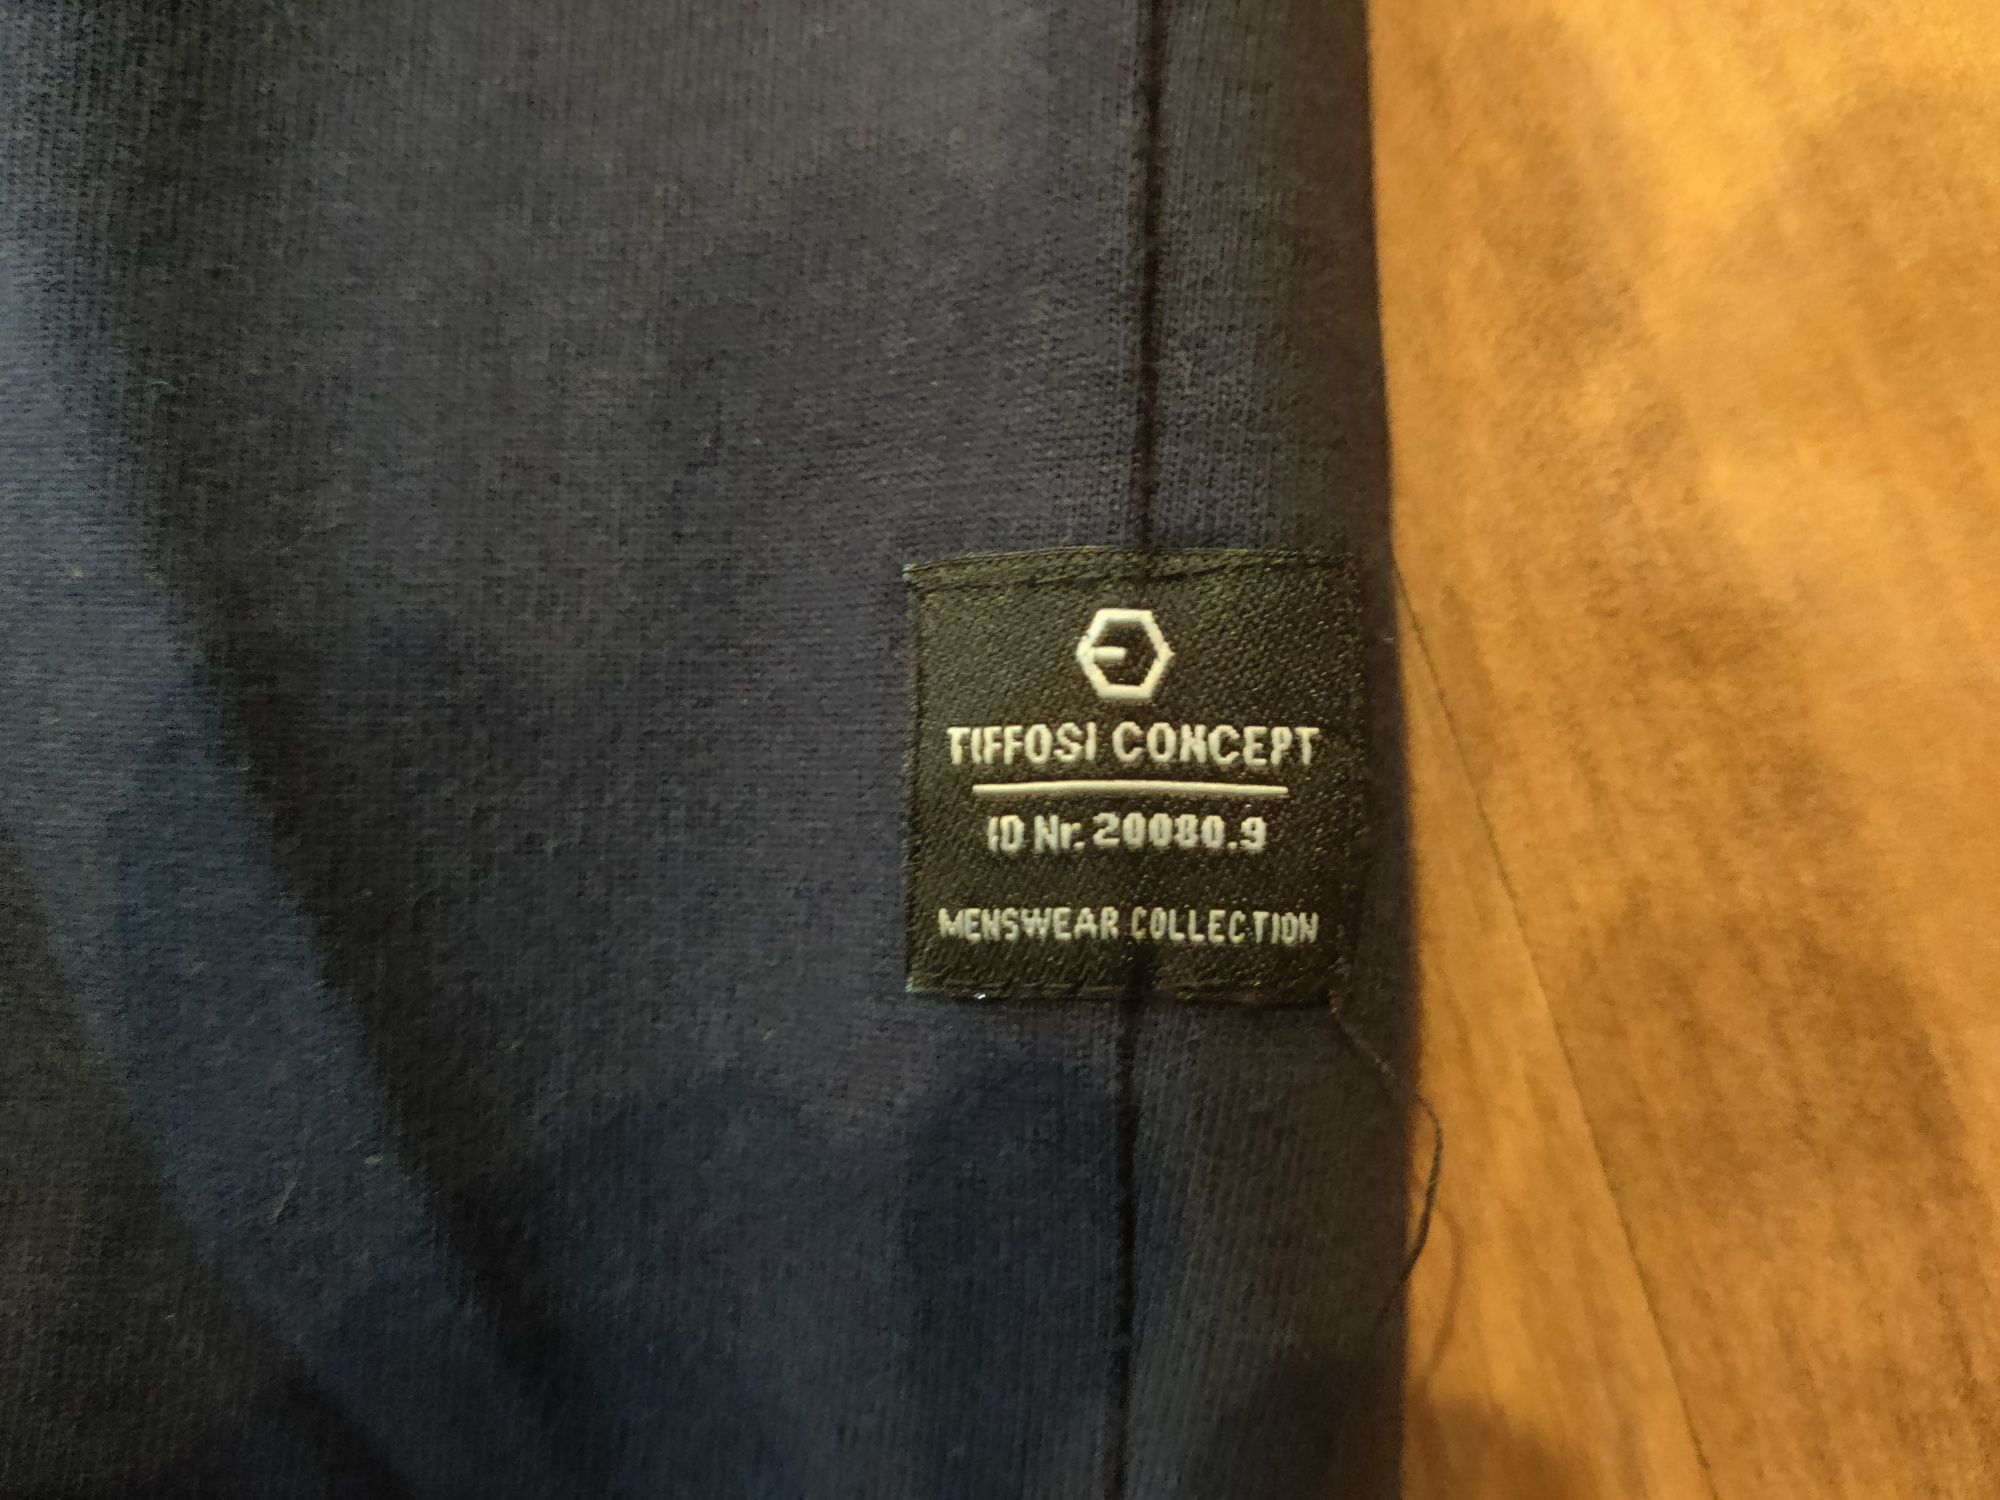 TIFFOSI CONCEPT
ID Nr. 20080.9
MENSWEAR COLLECTION